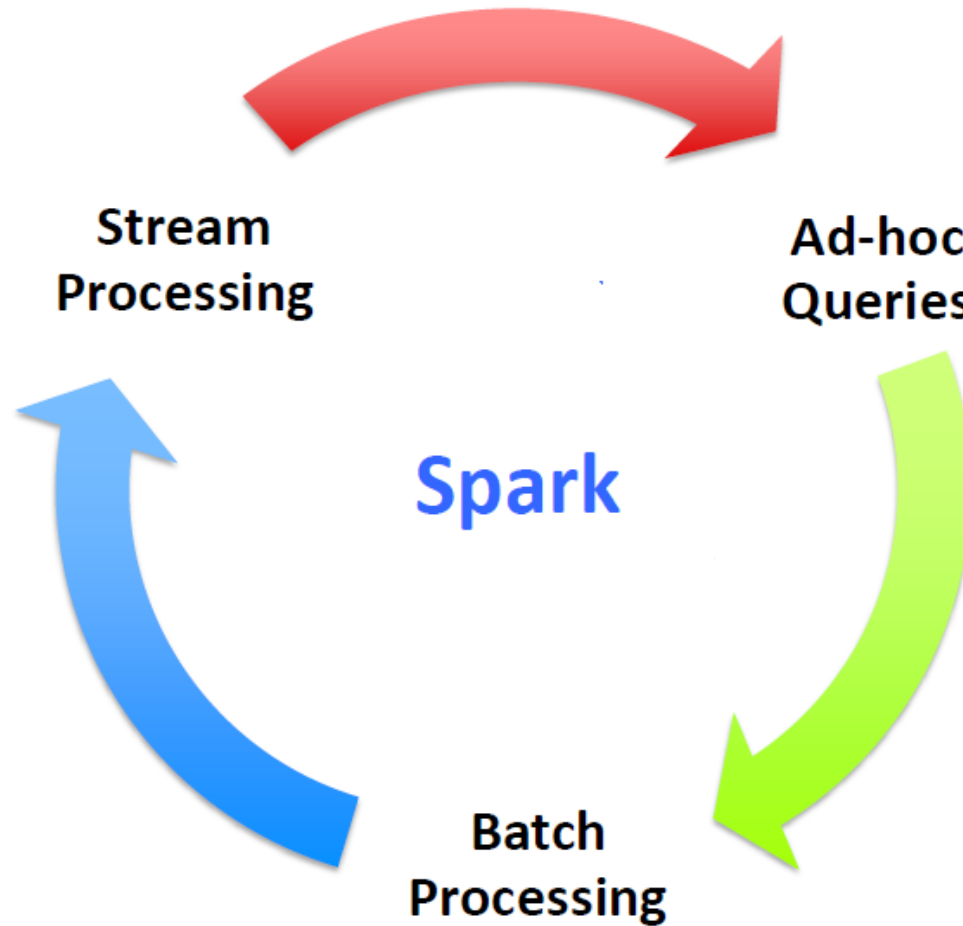 Stream
Processing
Ad-hoc
Queries
Spark
Batch
Processing